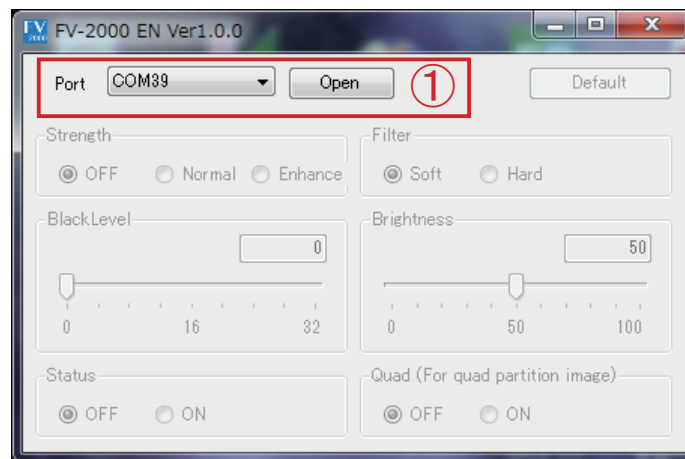 FV 2000 FV-2000 EN Ver1.0.0
Port COM39 Open ① Default
Strength
OFF Normal Enhance
Filter
Soft Hard
BlackLevel
0
0 16 32
Brightness
50
0 50 100
Status
OFF ON
Quad (For quad partition image)
OFF ON